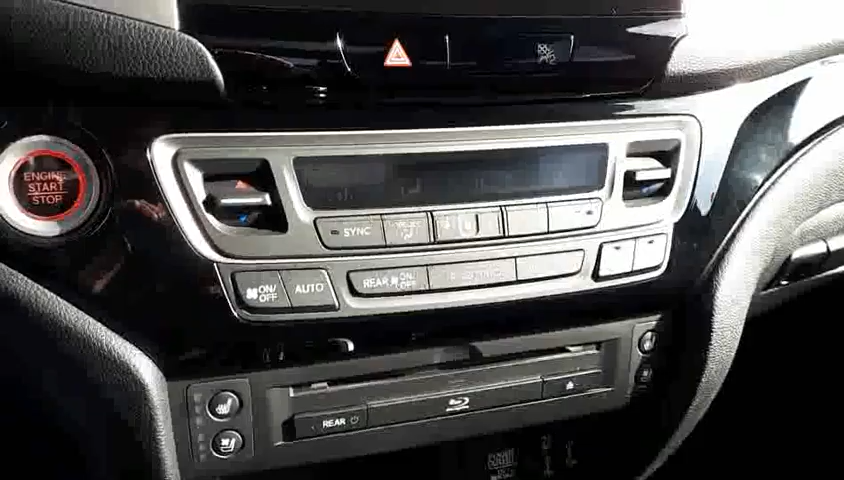 ENGINE
START
STOP
SYNC
ON/
OFF
AUTO
REAR ON/
OFF
REAR